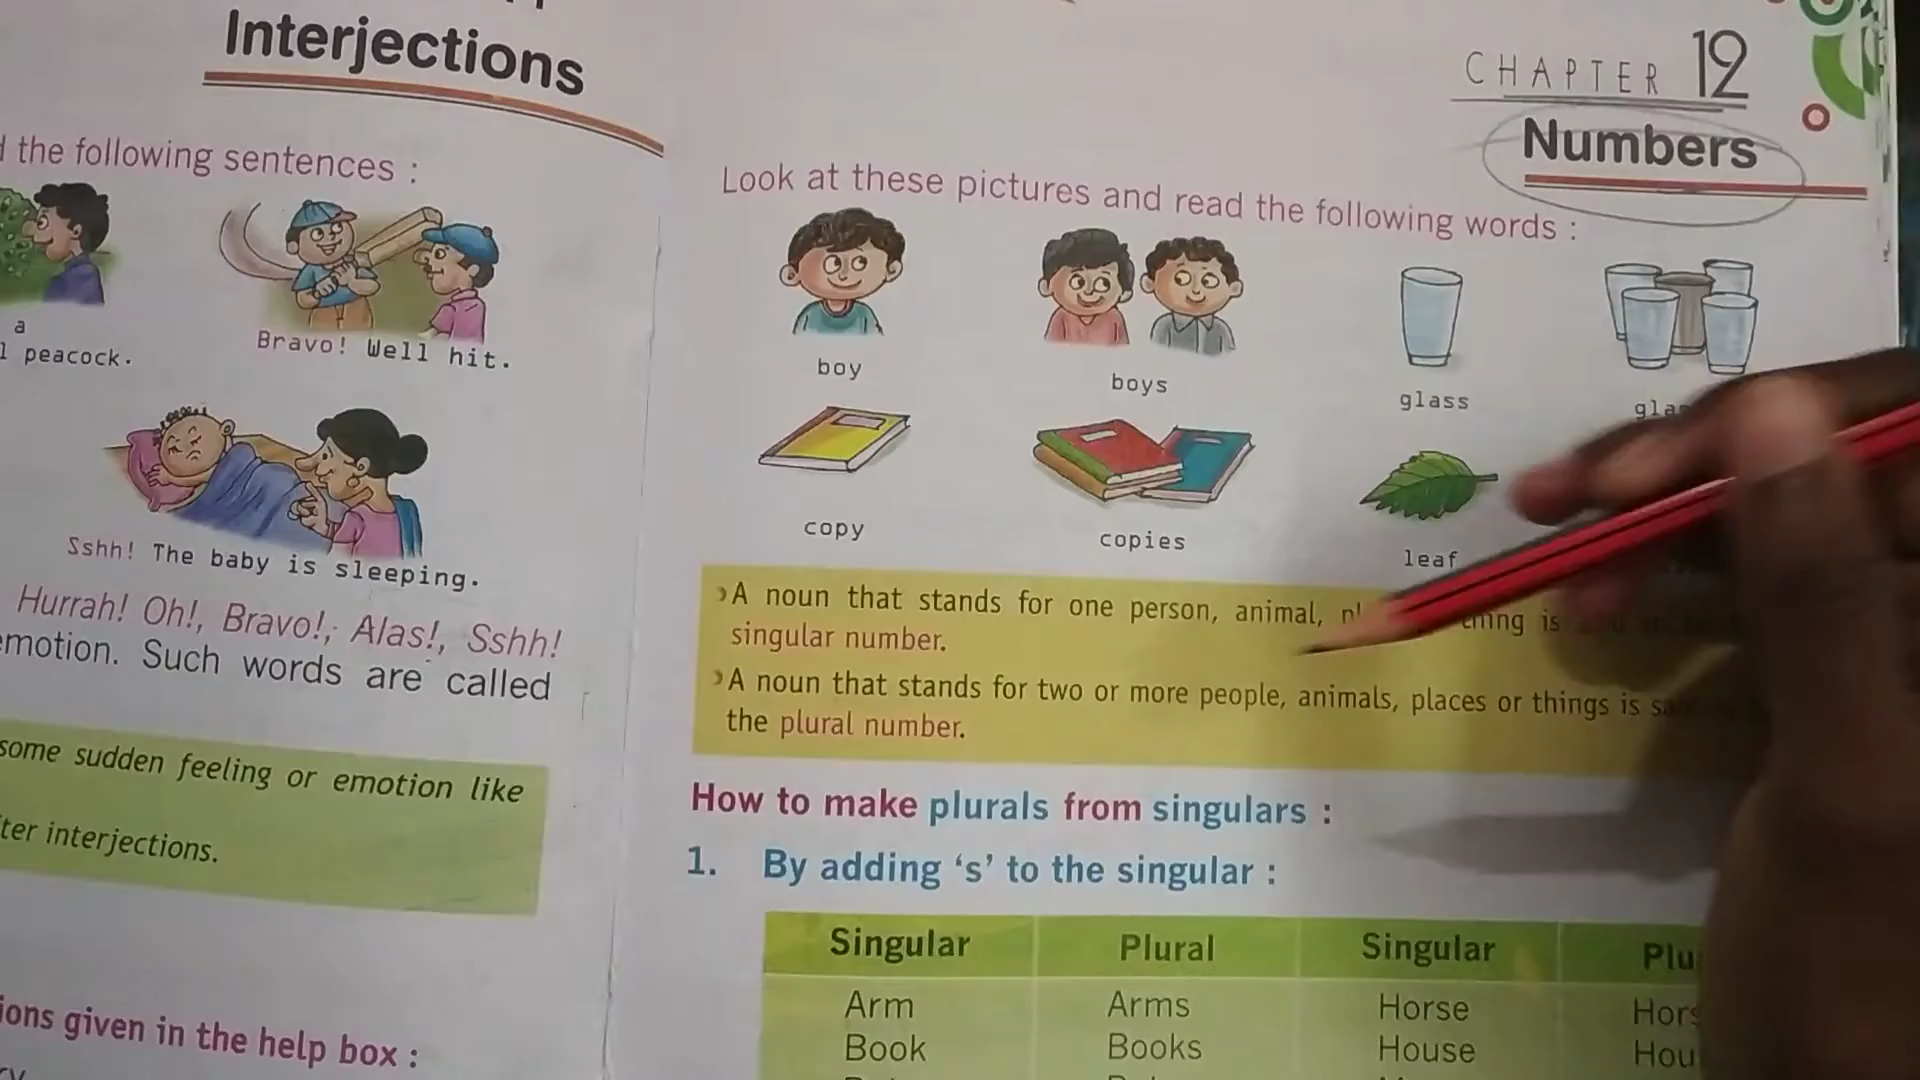 Interjections
the following sentences :
a
peacock.
Bravo! Well hit.
Sshh! The baby is sleeping.
Hurrah! Oh!, Bravo!, Alas!, Sshh!
emotion. Such words are called
some sudden feeling or emotion like
interjections.
given in the help box :
CHAPTER 12
Numbers
Look at these pictures and read the following words :
boy
boys
glass
copy
copies
leaf
›A noun that stands for one person, animal, thing is
singular number.
›A noun that stands for two or more people, animals, places or things is
the plural number.
How to make plurals from singulars :
1. By adding ‘s’ to the singular :
Singular Plural Singular
Arm Arms Horse
Book Books House